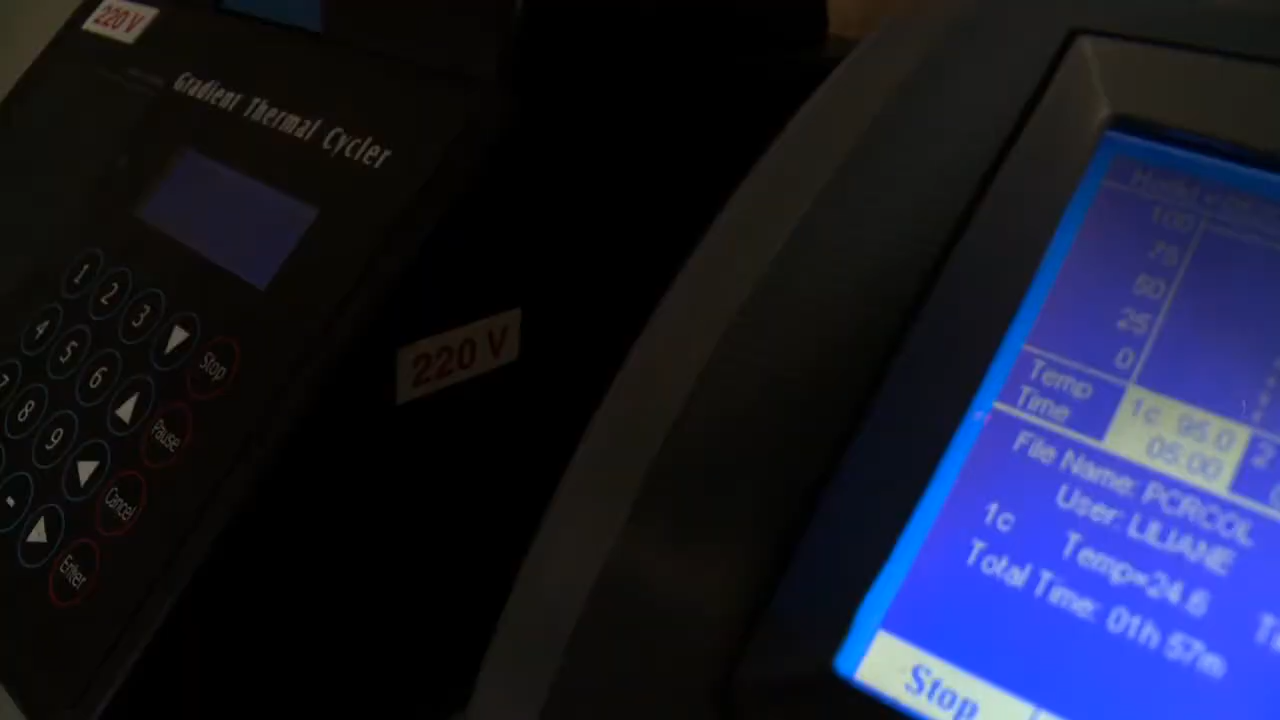 220 V
Gradient Thermal Cycler
1 2 3 Stop
4 5 6 Pause
7 8 9 Cancel
- Enter
220 V
100
75
50
25
0
Temp 1c 95.0 2
Time 05:00
File Name: PCRCOL
User: LILIANE
1c Temp=24.6
Total Time: 01h 57m
Stop